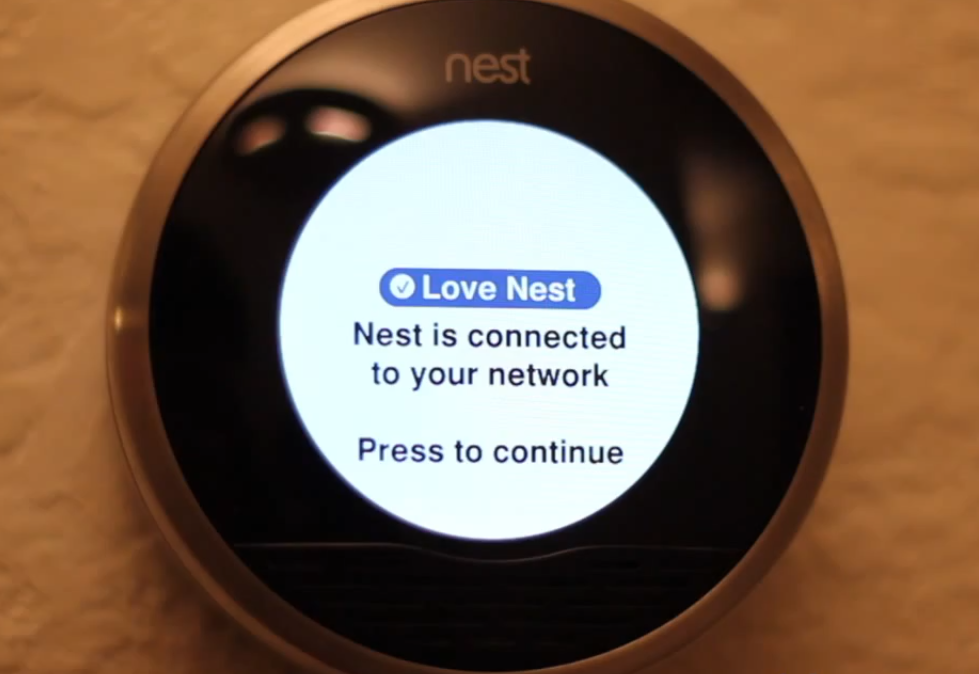 nest
Love Nest
Nest is connected
to your network
Press to continue